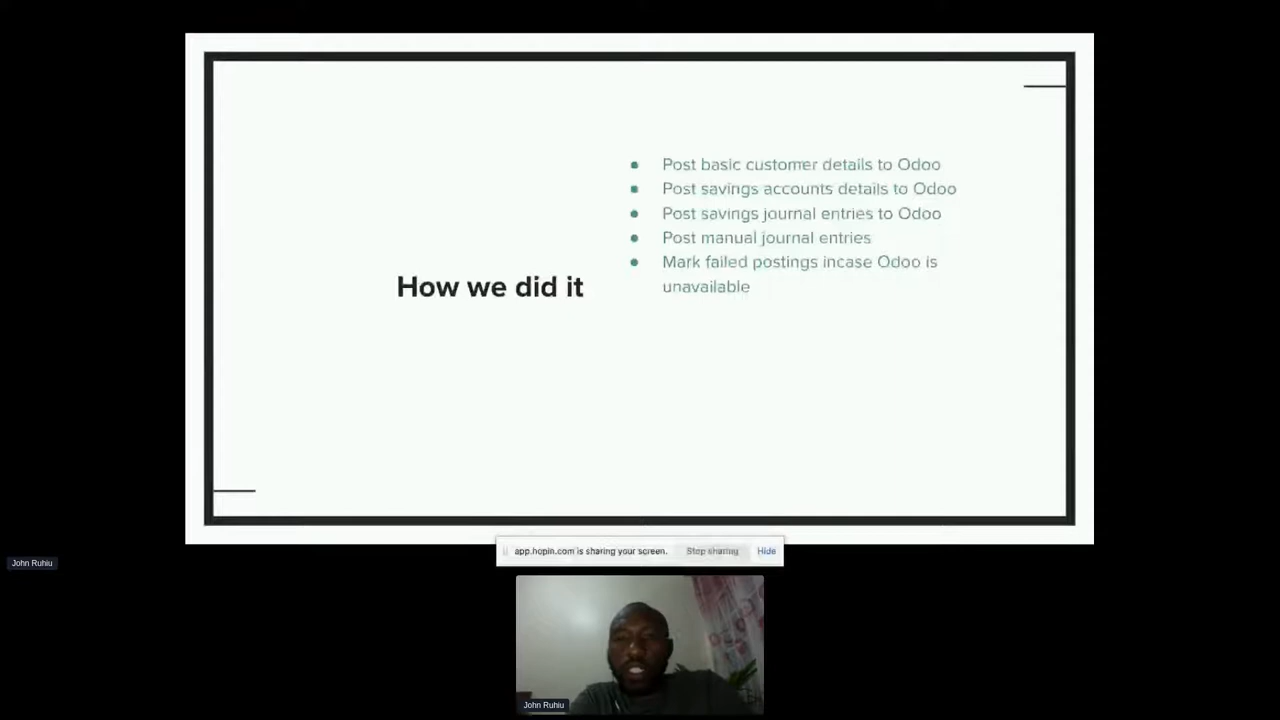 How we did it
Post basic customer details to Odoo
Post savings accounts details to Odoo
Post savings journal entries to Odoo
Post manual journal entries
Mark failed postings incase Odoo is
unavailable
John Ruhiu
app.hopin.com is sharing your screen. Stop sharing Hide
John Ruhiu